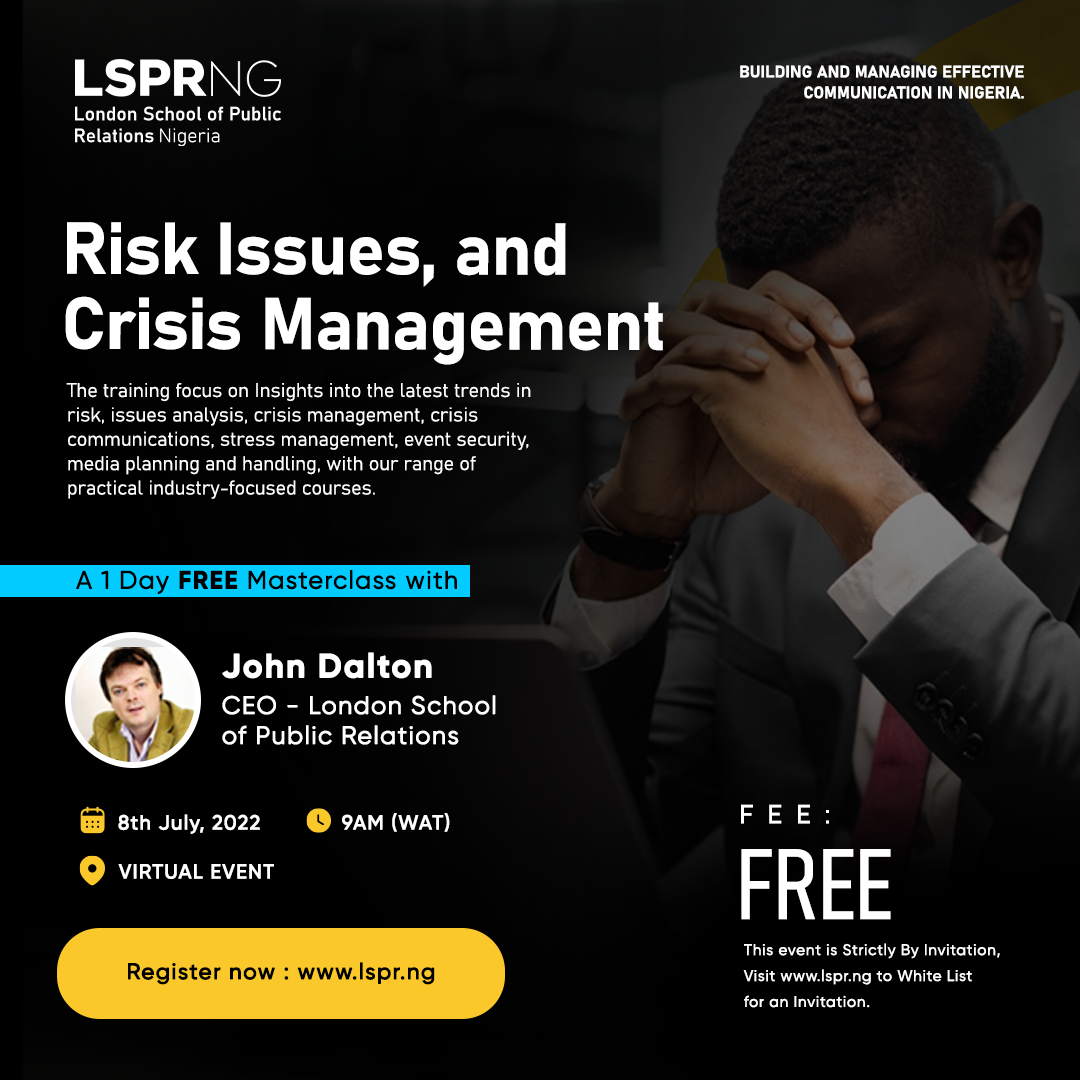 LSPRNG
London School of Public
Relations Nigeria
BUILDING AND MANAGING EFFECTIVE
COMMUNICATION IN NIGERIA.
Risk Issues, and
Crisis Management
The training focus on Insights into the latest trends in
risk, issues analysis, crisis management, crisis
communications, stress management, event security,
media planning and handling, with our range of
practical industry-focused courses.
A 1 Day FREE Masterclass with
John Dalton
CEO - London School
of Public Relations
8th July, 2022
9AM (WAT)
VIRTUAL EVENT
Register now : www.lspr.ng
FEE:
FREE
This event is Strictly By Invitation,
Visit www.lspr.ng to White List
for an Invitation.